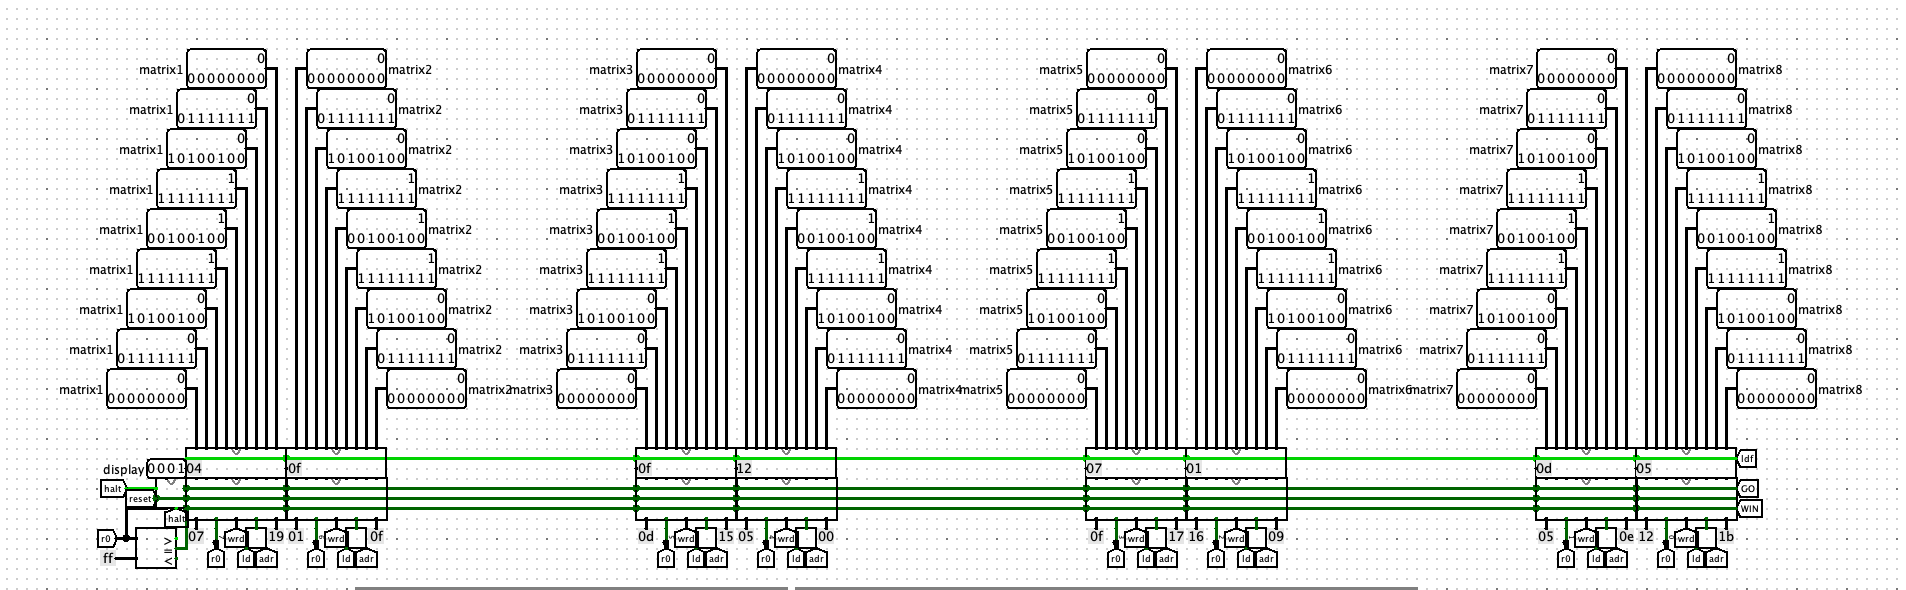 0 0 0 0 0 0 0 0
matrix1 00000000 00000000 matrix2 matrix3 00000000 00000000 matrix4 matrix5 00000000 00000000 matrix6 matrix7 00000000 00000000 matrix8
0 0 0 0 0 0 0 0
matrix1 01111111 01111111 matrix2 matrix3 01111111 01111111 matrix4 matrix5 01111111 01111111 matrix6 matrix7 01111111 01111111 matrix8
0 0 0 0 0 0 0 0
matrix1 10100100 10100100 matrix2 matrix3 10100100 10100100 matrix4 matrix5 10100100 10100100 matrix6 matrix7 10100100 10100100 matrix8
1 1 1 1 1 1 1 1
matrix1 11111111 11111111 matrix2 matrix3 11111111 11111111 matrix4 matrix5 11111111 11111111 matrix6 matrix7 11111111 11111111 matrix8
1 1 1 1 1 1 1 1
matrix1 00100100 00100100 matrix2 matrix3 00100100 00100100 matrix4 matrix5 00100100 00100100 matrix6 matrix7 00100100 00100100 matrix8
1 1 1 1 1 1 1 1
matrix1 11111111 11111111 matrix2 matrix3 11111111 11111111 matrix4 matrix5 11111111 11111111 matrix6 matrix7 11111111 11111111 matrix8
0 0 0 0 0 0 0 0
matrix1 10100100 10100100 matrix2 matrix3 10100100 10100100 matrix4 matrix5 10100100 10100100 matrix6 matrix7 10100100 10100100 matrix8
0 0 0 0 0 0 0 0
matrix1 01111111 01111111 matrix2 matrix3 01111111 01111111 matrix4 matrix5 01111111 01111111 matrix6 matrix7 01111111 01111111 matrix8
0 0 0 0 0 0 0 0
matrix1 00000000 00000000 matrix2 matrix3 00000000 00000000 matrix4 matrix5 00000000 00000000 matrix6 matrix7 00000000 00000000 matrix8
ldf
display 0001 04 0f 0f 12 07 01 0d 05
halt GO
reset
WIN
halt
07 19 01 0f 0d 15 05 00 0f 17 16 09 05 0e 12 1b
r0 wrd wrd wrd wrd wrd wrd wrd
> = <
ff r0 ld adr r0 ld adr r0 ld adr r0 ld adr r0 ld adr r0 ld adr r0 ld adr r0 ld adr